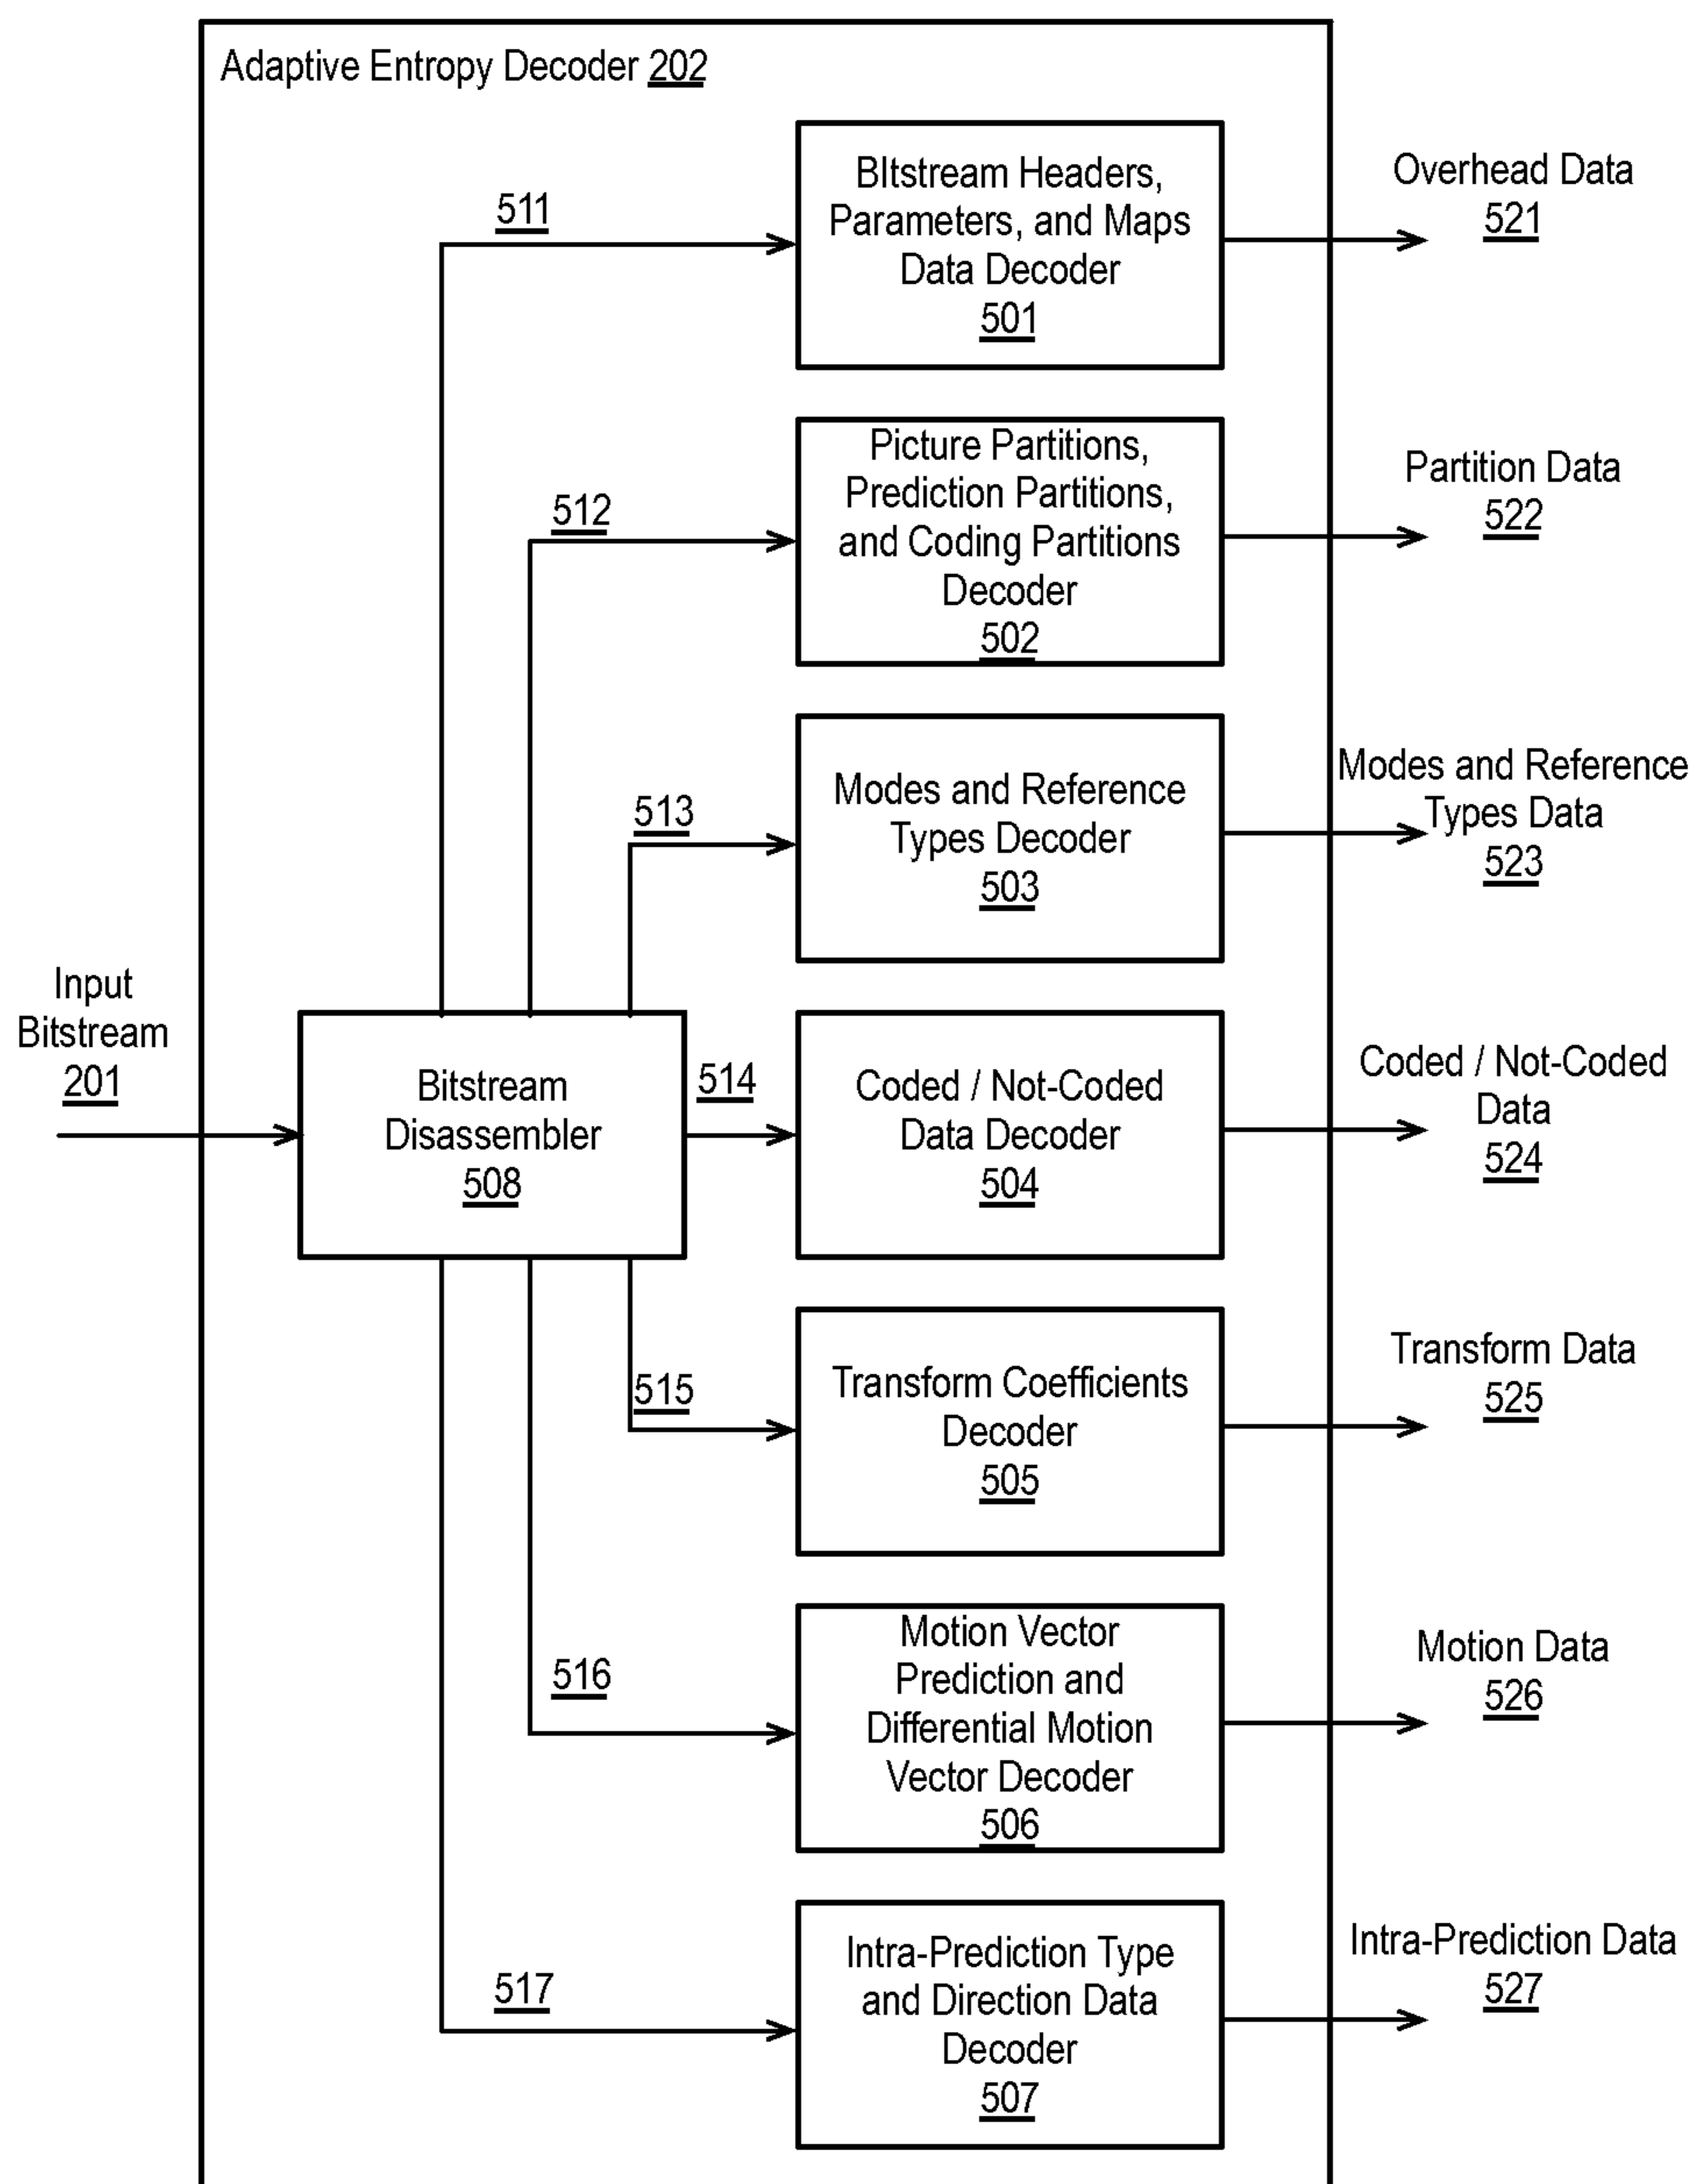 Adaptive Entropy Decoder 202
BItstream Headers,
Parameters, and Maps
Data Decoder
501
511
Overhead Data
521
Picture Partitions,
Prediction Partitions,
and Coding Partitions
Decoder
502
512
Partition Data
522
Modes and Reference
Types Decoder
503
513
Modes and Reference
Types Data
523
Input
Bitstream
201
Bitstream
Disassembler
508
514
Coded / Not-Coded
Data Decoder
504
Coded / Not-Coded
Data
524
515
Transform Coefficients
Decoder
505
Transform Data
525
516
Motion Vector
Prediction and
Differential Motion
Vector Decoder
506
Motion Data
526
517
Intra-Prediction Type
and Direction Data
Decoder
507
Intra-Prediction Data
527